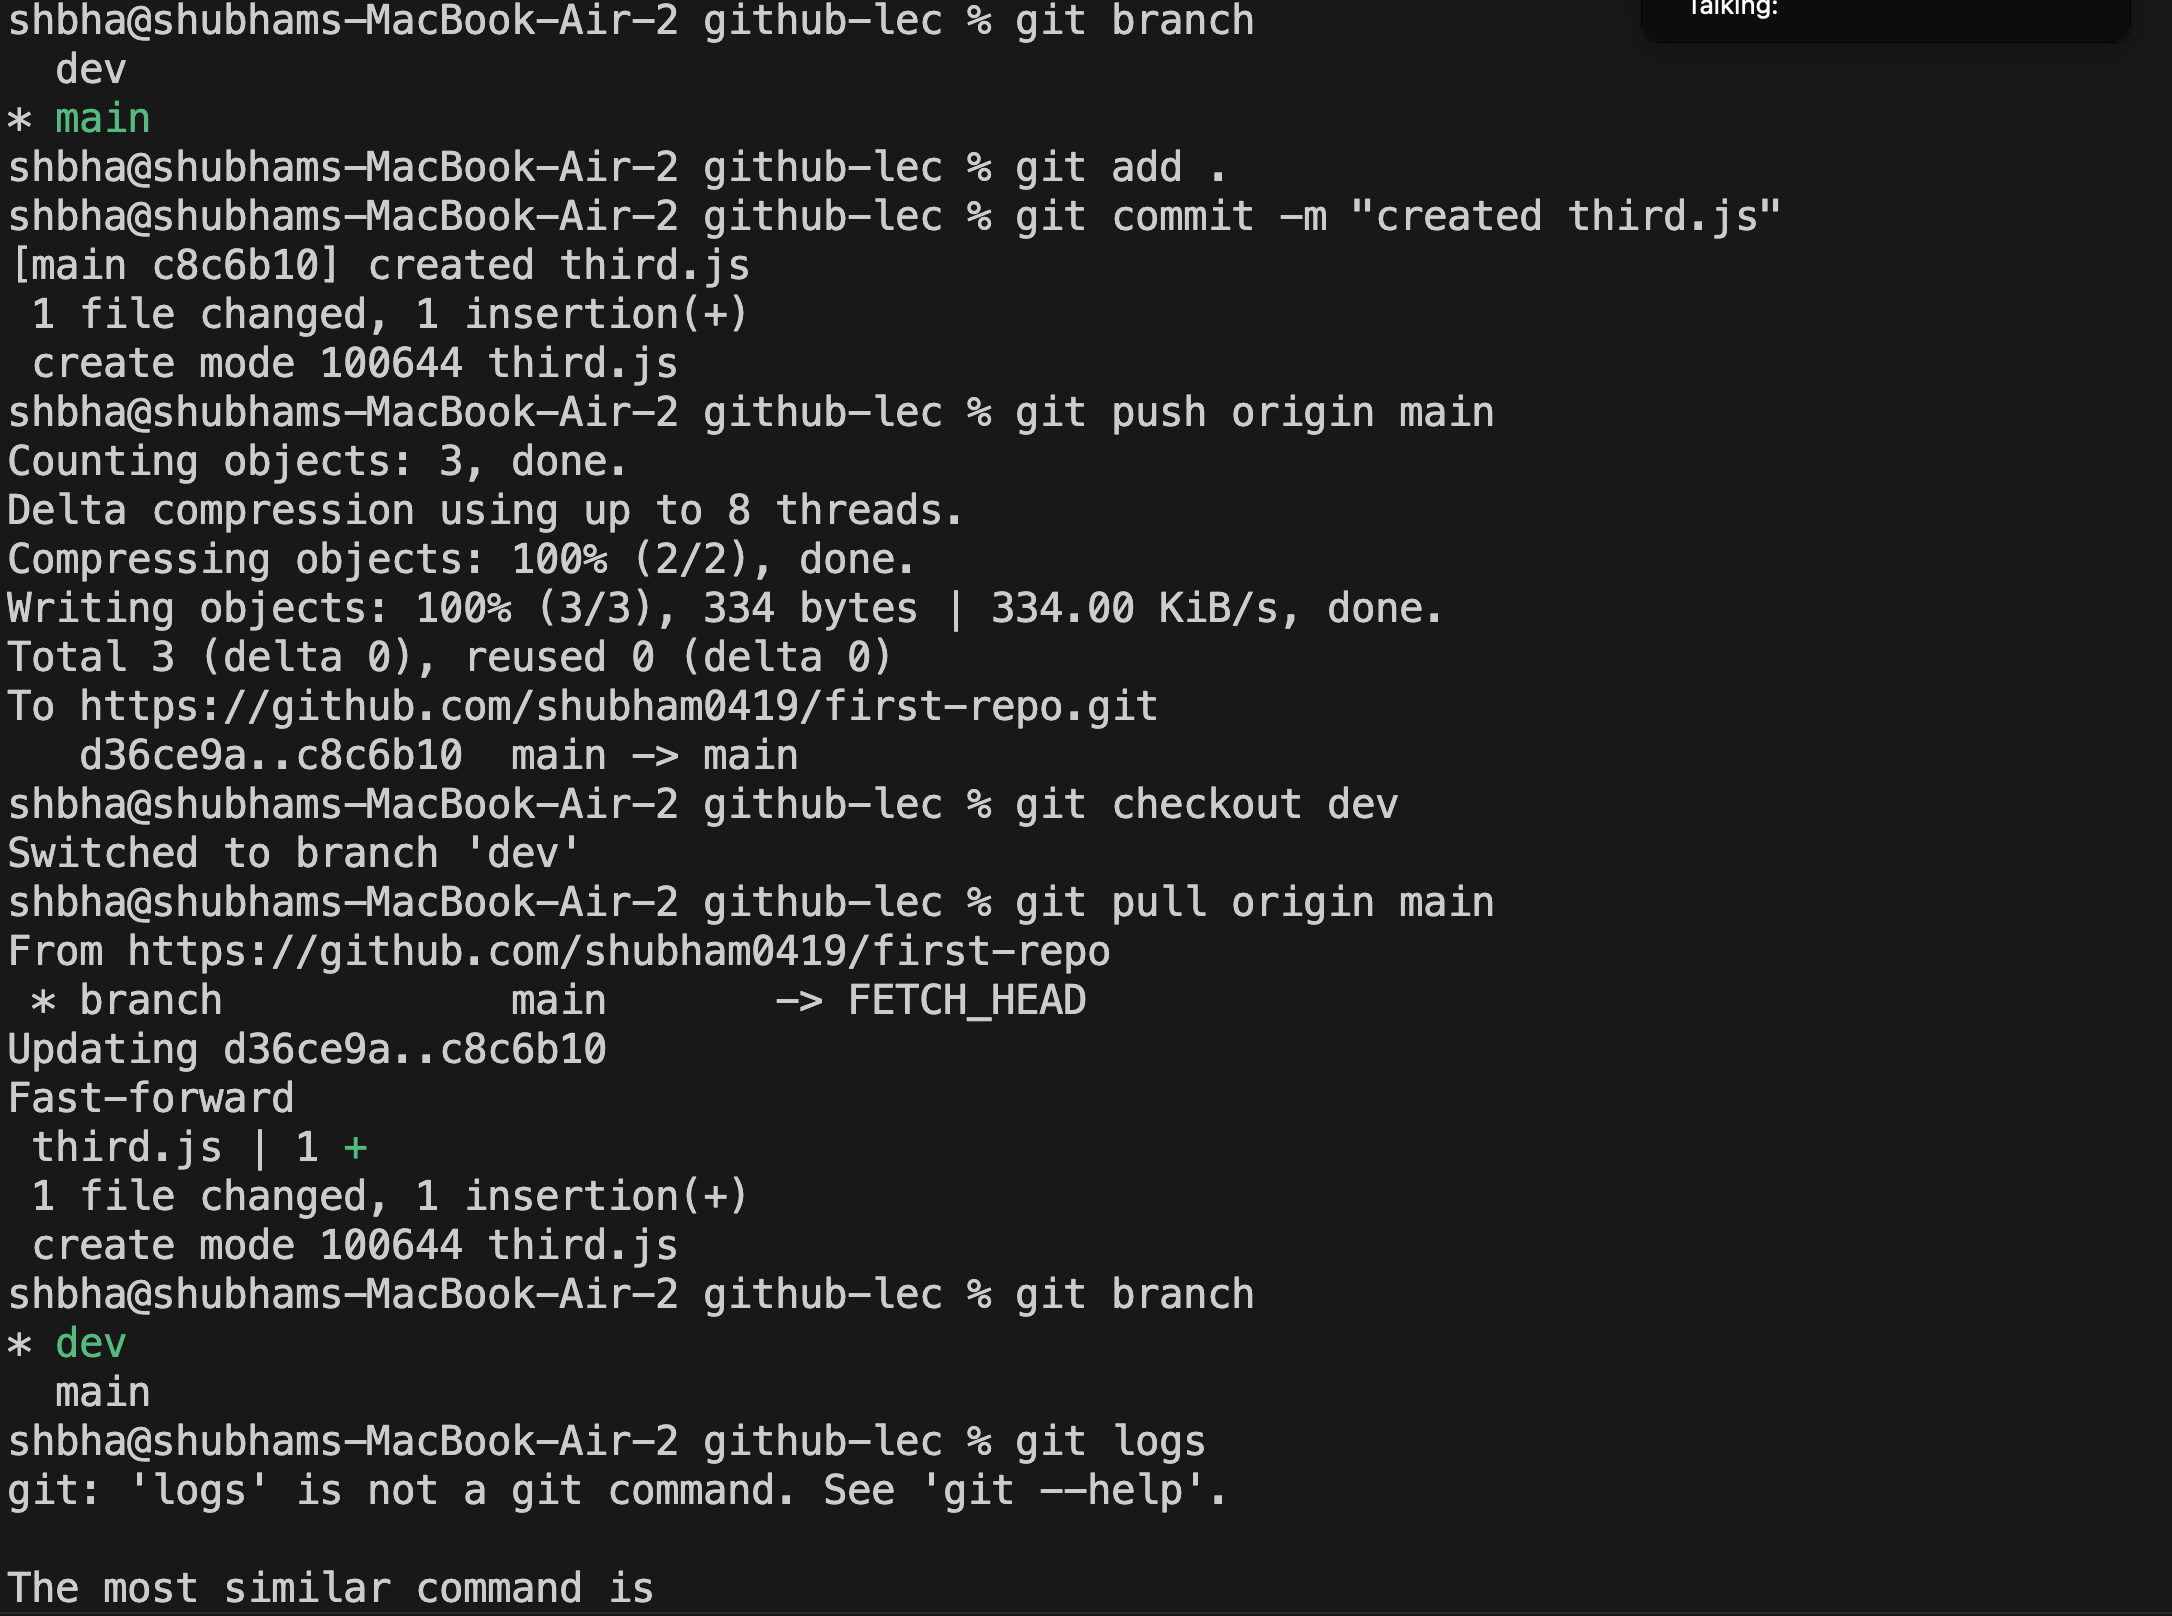 Talking:
shbha@shubhams-MacBook-Air-2 github-lec % git branch
  dev
* main
shbha@shubhams-MacBook-Air-2 github-lec % git add .
shbha@shubhams-MacBook-Air-2 github-lec % git commit -m "created third.js"
[main c8c6b10] created third.js
 1 file changed, 1 insertion(+)
 create mode 100644 third.js
shbha@shubhams-MacBook-Air-2 github-lec % git push origin main
Counting objects: 3, done.
Delta compression using up to 8 threads.
Compressing objects: 100% (2/2), done.
Writing objects: 100% (3/3), 334 bytes | 334.00 KiB/s, done.
Total 3 (delta 0), reused 0 (delta 0)
To https://github.com/shubham0419/first-repo.git
   d36ce9a..c8c6b10  main -> main
shbha@shubhams-MacBook-Air-2 github-lec % git checkout dev
Switched to branch 'dev'
shbha@shubhams-MacBook-Air-2 github-lec % git pull origin main
From https://github.com/shubham0419/first-repo
 * branch            main       -> FETCH_HEAD
Updating d36ce9a..c8c6b10
Fast-forward
 third.js | 1 +
 1 file changed, 1 insertion(+)
 create mode 100644 third.js
shbha@shubhams-MacBook-Air-2 github-lec % git branch
* dev
  main
shbha@shubhams-MacBook-Air-2 github-lec % git logs
git: 'logs' is not a git command. See 'git --help'.

The most similar command is